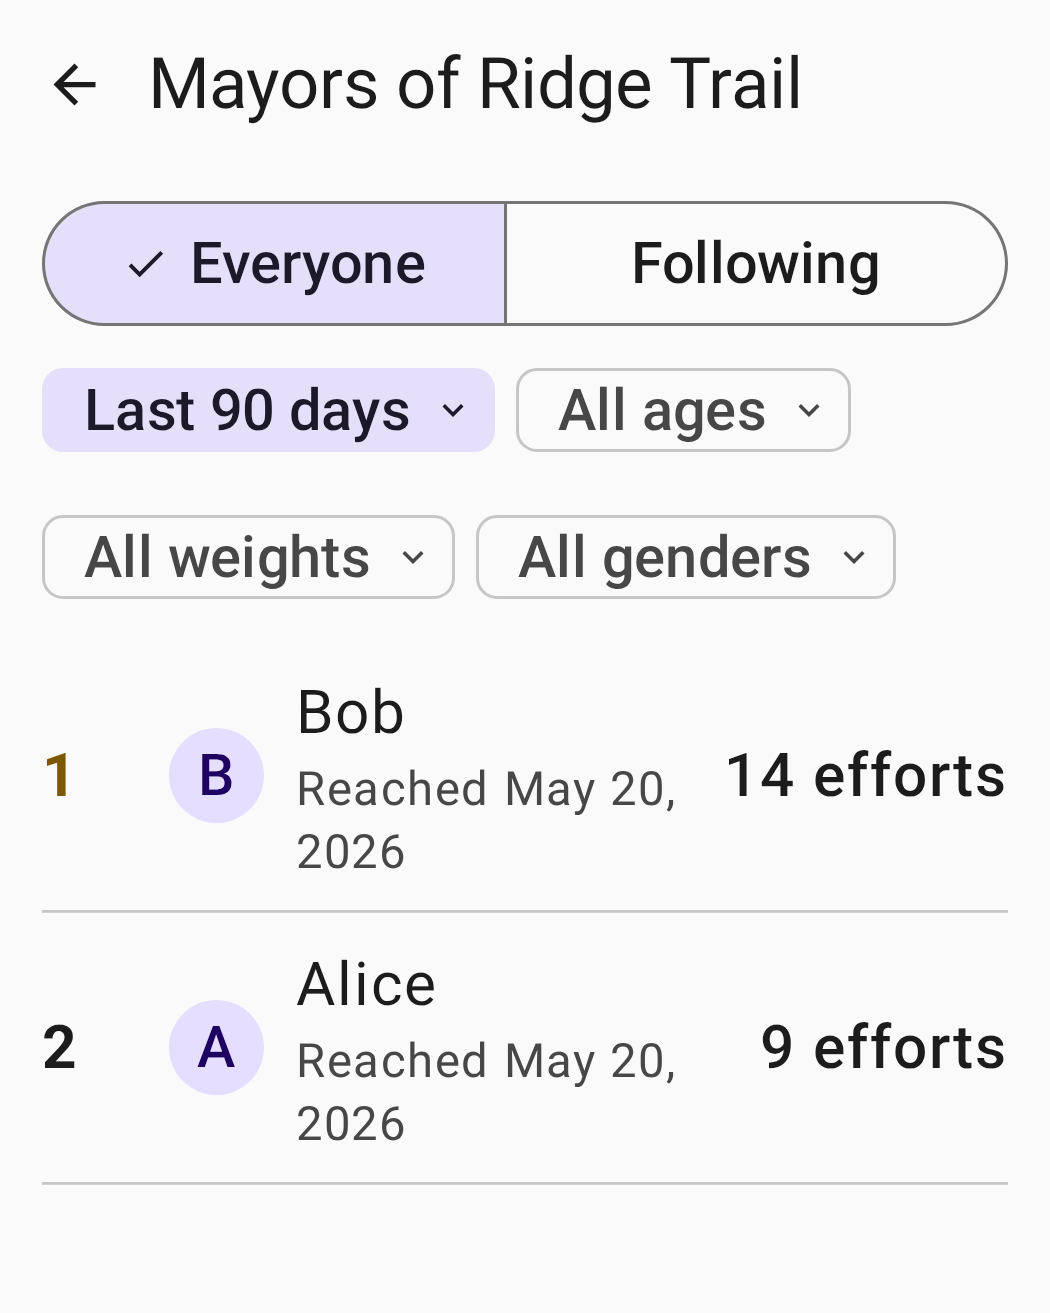 Mayors of Ridge Trail
Everyone
Following
Last 90 days
All ages
All weights
All genders
1
B
Bob
Reached May 20,
2026
14 efforts
2
A
Alice
Reached May 20,
2026
9 efforts